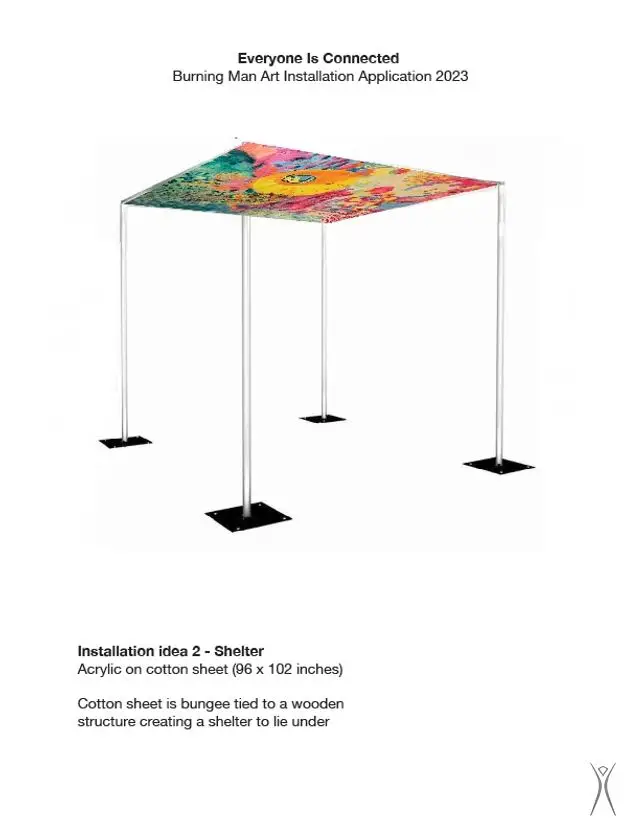 Everyone Is Connected
Burning Man Art Installation Application 2023
Installation idea 2 - Shelter
Acrylic on cotton sheet (96 x 102 inches)
Cotton sheet is bungee tied to a wooden
structure creating a shelter to lie under